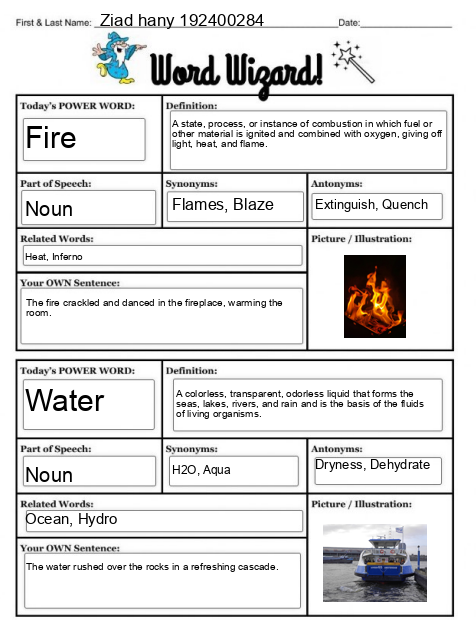 First & Last Name: Ziad hany 192400284 Date:
Word Wizard!
Today's POWER WORD:
Fire
Definition:
A state, process, or instance of combustion in which fuel or
other material is ignited and combined with oxygen, giving off
light, heat, and flame.
Part of Speech:
Noun
Synonyms:
Flames, Blaze
Antonyms:
Extinguish, Quench
Related Words:
Heat, Inferno
Picture / Illustration:
Your OWN Sentence:
The fire crackled and danced in the fireplace, warming the
room.
Today's POWER WORD:
Water
Definition:
A colorless, transparent, odorless liquid that forms the
seas, lakes, rivers, and rain and is the basis of the fluids
of living organisms.
Part of Speech:
Noun
Synonyms:
H2O, Aqua
Antonyms:
Dryness, Dehydrate
Related Words:
Ocean, Hydro
Picture / Illustration:
Your OWN Sentence:
The water rushed over the rocks in a refreshing cascade.